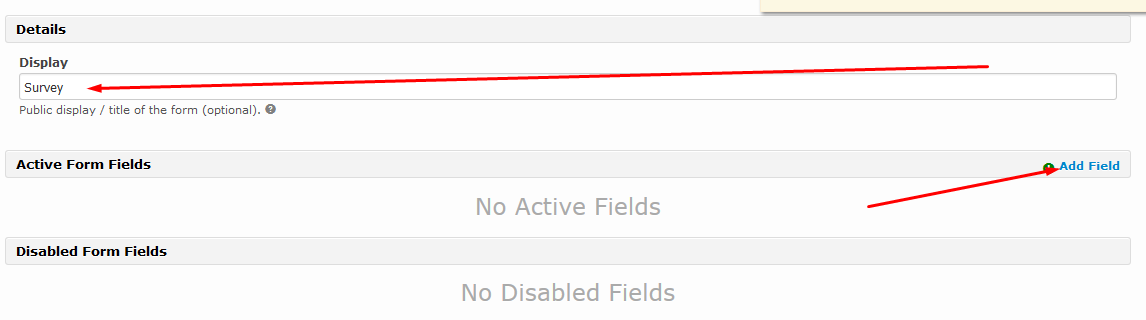 Details
Display
Survey
Public display / title of the form (optional).
Active Form Fields
Add Field
No Active Fields
Disabled Form Fields
No Disabled Fields